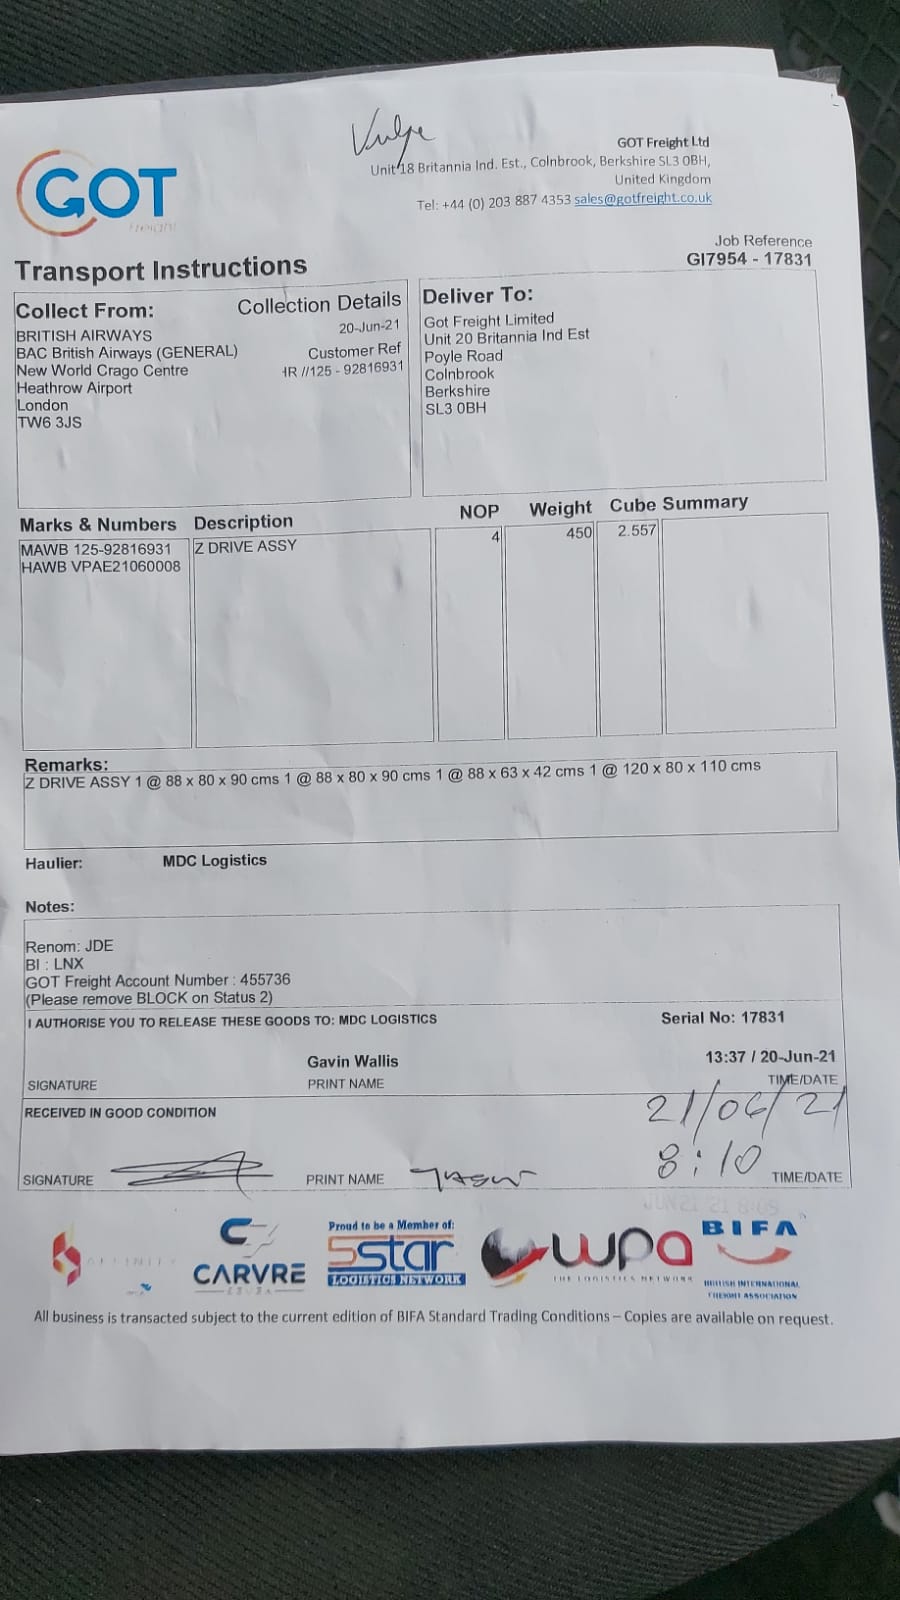 GOT
FREIGHT
GOT Freight Ltd
Unit 18 Britannia Ind. Est., Colnbrook, Berkshire SL3 0BH,
United Kingdom
Tel: +44 (0) 203 887 4353 sales@gotfreight.co.uk
Job Reference
GI7954 - 17831
Transport Instructions
Collect From:
Collection Details
BRITISH AIRWAYS
20-Jun-21
BAC British Airways (GENERAL)
Customer Ref
New World Crago Centre
HR //125 - 92816931
Heathrow Airport
London
TW6 3JS
Deliver To:
Got Freight Limited
Unit 20 Britannia Ind Est
Poyle Road
Colnbrook
Berkshire
SL3 0BH
Marks & Numbers Description NOP Weight Cube Summary
MAWB 125-92816931 Z DRIVE ASSY 4 450 2.557
HAWB VPAE21060008
Remarks:
Z DRIVE ASSY 1 @ 88 x 80 x 90 cms 1 @ 88 x 80 x 90 cms 1 @ 88 x 63 x 42 cms 1 @ 120 x 80 x 110 cms
Haulier: MDC Logistics
Notes:
Renom: JDE
BI : LNX
GOT Freight Account Number : 455736
(Please remove BLOCK on Status 2)
I AUTHORISE YOU TO RELEASE THESE GOODS TO: MDC LOGISTICS Serial No: 17831
Gavin Wallis 13:37 / 20-Jun-21
SIGNATURE PRINT NAME TIME/DATE
RECEIVED IN GOOD CONDITION 21/06/21
8:10
SIGNATURE PRINT NAME TIME/DATE
JUN 21 '21 8:09
CARVRE
Proud to be a Member of:
5star
LOGISTICS NETWORK
wpa
THE LOGISTICS NETWORK
BIFA
BRITISH INTERNATIONAL
FREIGHT ASSOCIATION
All business is transacted subject to the current edition of BIFA Standard Trading Conditions – Copies are available on request.